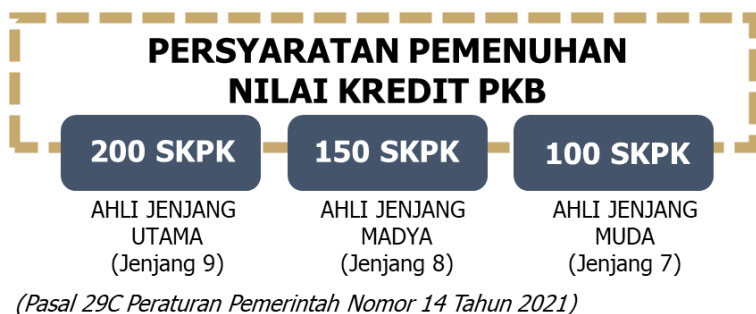 PERSYARATAN PEMENUHAN
NILAI KREDIT PKB
200 SKPK
AHLI JENJANG
UTAMA
(Jenjang 9)
150 SKPK
AHLI JENJANG
MADYA
(Jenjang 8)
100 SKPK
AHLI JENJANG
MUDA
(Jenjang 7)
(Pasal 29C Peraturan Pemerintah Nomor 14 Tahun 2021)